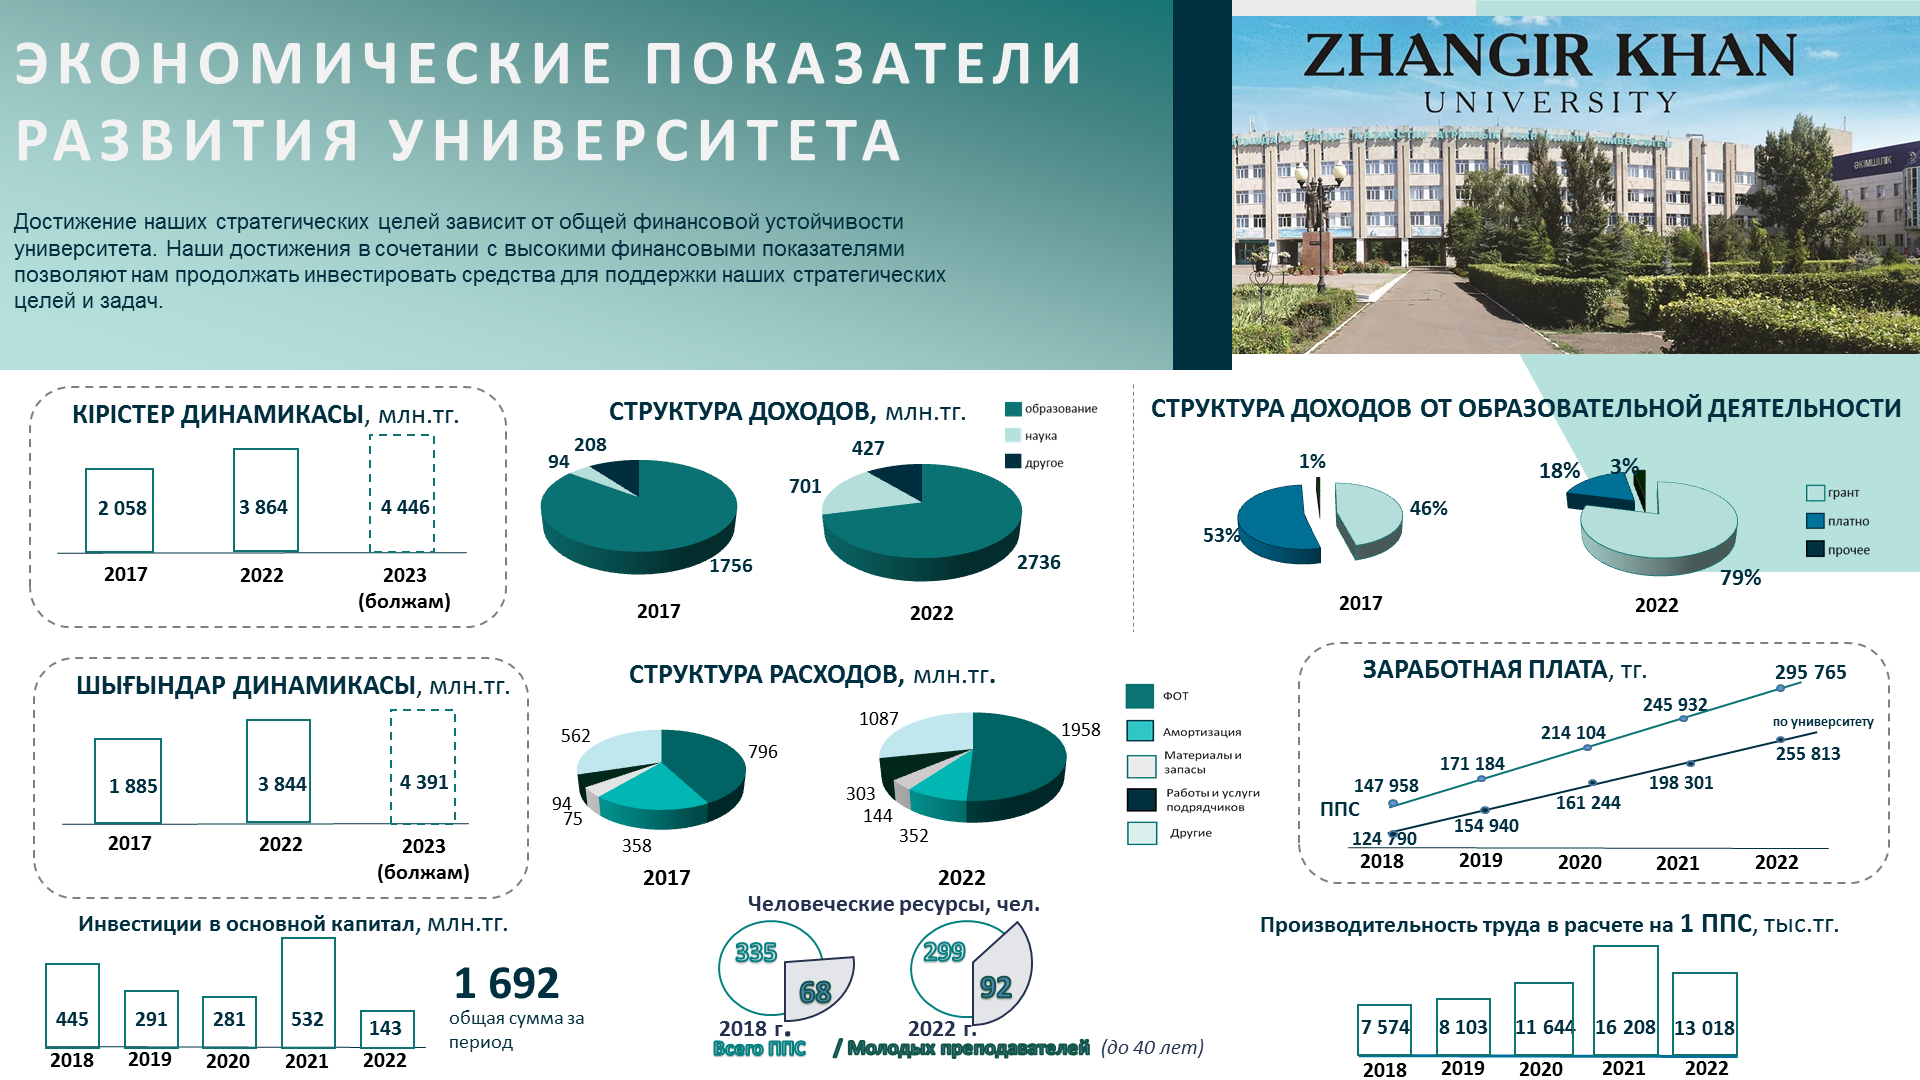 ЭКОНОМИЧЕСКИЕ ПОКАЗАТЕЛИ
РАЗВИТИЯ УНИВЕРСИТЕТА
Достижение наших стратегических целей зависит от общей финансовой устойчивости
университета. Наши достижения в сочетании с высокими финансовыми показателями
позволяют нам продолжать инвестировать средства для поддержки наших стратегических
целей и задач.
ZHANGIR KHAN
UNIVERSITY
ӘКІМШІЛІК
КІРІСТЕР ДИНАМИКАСЫ, МЛН.ТГ.
2 058
3 864
4 446
2017
2022
2023
(болжам)
СТРУКТУРА ДОХОДОВ, МЛН.ТГ.
образование
наука
другое
208
94
1756
2017
427
701
2736
2022
СТРУКТУРА ДОХОДОВ ОТ ОБРАЗОВАТЕЛЬНОЙ ДЕЯТЕЛЬНОСТИ
1%
46%
53%
2017
18%
3%
79%
2022
грант
платно
прочее
ШЫҒЫНДАР ДИНАМИКАСЫ, МЛН.ТГ.
1 885
3 844
4 391
2017
2022
2023
(болжам)
СТРУКТУРА РАСХОДОВ, МЛН.ТГ.
562
796
94
75
358
2017
1087
1958
303
144
352
2022
ФОТ
Амортизация
Материалы и
запасы
Работы и услуги
подрядчиков
Другие
ЗАРАБОТНАЯ ПЛАТА, ТГ.
295 765
245 932
214 104
171 184
147 958
ППС
по университету
255 813
198 301
161 244
154 940
124 790
2018
2019
2020
2021
2022
Инвестиции в основной капитал, МЛН.ТГ.
445
291
281
532
143
2018
2019
2020
2021
2022
1 692
общая сумма за
период
Человеческие ресурсы, чел.
335
68
299
92
2018 г.
2022 г.
Всего ППС / Молодых преподавателей (до 40 лет)
Производительность труда в расчете на 1 ППС, ТЫС.ТГ.
7 574
8 103
11 644
16 208
13 018
2018
2019
2020
2021
2022